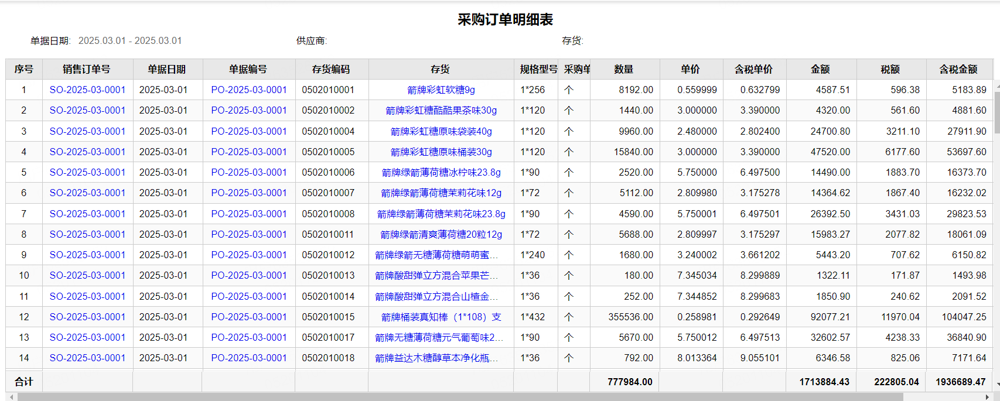 采购订单明细表
单据日期: 2025.03.01 - 2025.03.01 供应商: 存货:
序号 销售订单号 单据日期 单据编号 存货编码 存货 规格型号 采购单 数量 单价 含税单价 金额 税额 含税金额
1 SO-2025-03-0001 2025-03-01 PO-2025-03-0001 0502010001 箭牌彩虹软糖9g 1*256 个 8192.00 0.559999 0.632799 4587.51 596.38 5183.89
2 SO-2025-03-0001 2025-03-01 PO-2025-03-0001 0502010002 箭牌彩虹糖酷酷果茶味30g 1*120 个 1440.00 3.000000 3.390000 4320.00 561.60 4881.60
3 SO-2025-03-0001 2025-03-01 PO-2025-03-0001 0502010004 箭牌彩虹糖原味袋装40g 1*120 个 9960.00 2.480000 2.802400 24700.80 3211.10 27911.90
4 SO-2025-03-0001 2025-03-01 PO-2025-03-0001 0502010005 箭牌彩虹糖原味桶装30g 1*120 个 15840.00 3.000000 3.390000 47520.00 6177.60 53697.60
5 SO-2025-03-0001 2025-03-01 PO-2025-03-0001 0502010006 箭牌绿箭薄荷糖冰柠味23.8g 1*90 个 2520.00 5.750000 6.497500 14490.00 1883.70 16373.70
6 SO-2025-03-0001 2025-03-01 PO-2025-03-0001 0502010007 箭牌绿箭薄荷糖茉莉花味12g 1*72 个 5112.00 2.809980 3.175278 14364.62 1867.40 16232.02
7 SO-2025-03-0001 2025-03-01 PO-2025-03-0001 0502010008 箭牌绿箭薄荷糖茉莉花味23.8g 1*90 个 4590.00 5.750001 6.497501 26392.50 3431.03 29823.53
8 SO-2025-03-0001 2025-03-01 PO-2025-03-0001 0502010011 箭牌绿箭清爽薄荷糖20粒12g 1*72 个 5688.00 2.809997 3.175297 15983.27 2077.82 18061.09
9 SO-2025-03-0001 2025-03-01 PO-2025-03-0001 0502010012 箭牌绿箭无糖薄荷糖萌萌蜜... 1*240 个 1680.00 3.240002 3.661202 5443.20 707.62 6150.82
10 SO-2025-03-0001 2025-03-01 PO-2025-03-0001 0502010013 箭牌酸甜弹立方混合苹果芒... 1*36 个 180.00 7.345034 8.299889 1322.11 171.87 1493.98
11 SO-2025-03-0001 2025-03-01 PO-2025-03-0001 0502010014 箭牌酸甜弹立方混合山楂金... 1*36 个 252.00 7.344852 8.299683 1850.90 240.62 2091.52
12 SO-2025-03-0001 2025-03-01 PO-2025-03-0001 0502010015 箭牌桶装真知棒（1*108）支 1*432 个 355536.00 0.258981 0.292649 92077.21 11970.04 104047.25
13 SO-2025-03-0001 2025-03-01 PO-2025-03-0001 0502010017 箭牌无糖薄荷糖元气葡萄味2... 1*90 个 5670.00 5.750012 6.497513 32602.57 4238.33 36840.90
14 SO-2025-03-0001 2025-03-01 PO-2025-03-0001 0502010018 箭牌益达木糖醇草本净化瓶... 1*36 个 792.00 8.013364 9.055101 6346.58 825.06 7171.64
合计 777984.00 1713884.43 222805.04 1936689.47